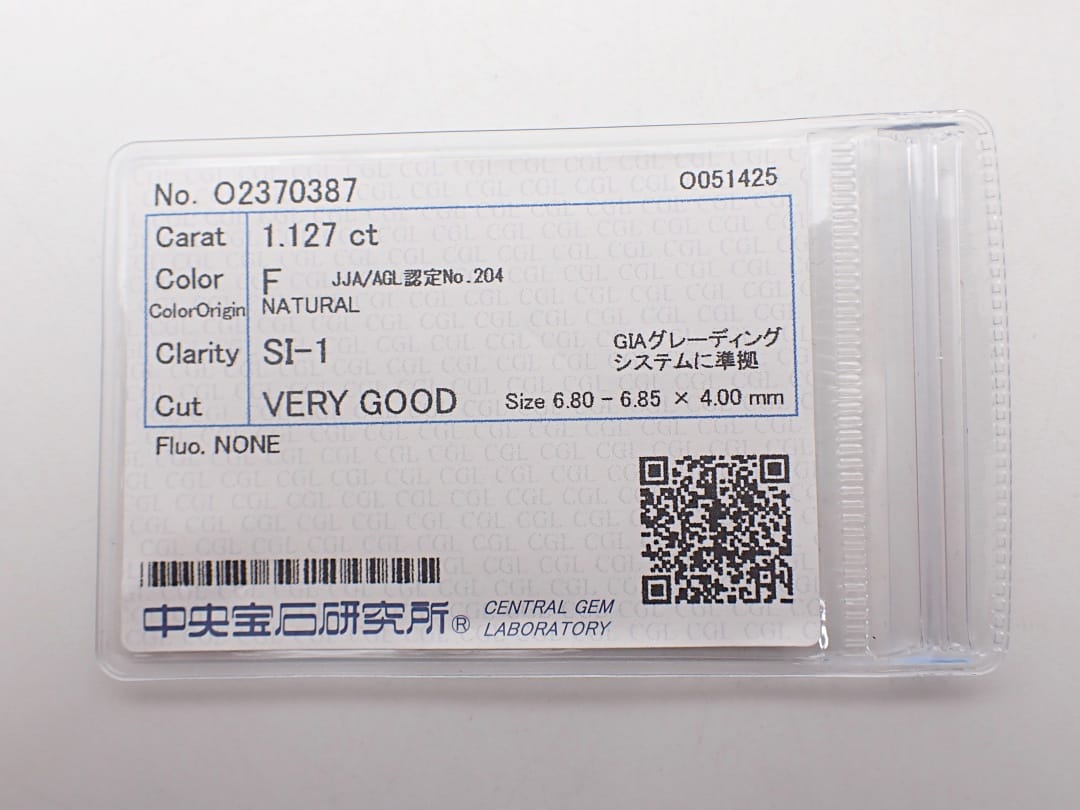 No. O2370387 O051425
Carat 1.127 ct
Color F JJA/AGL認定No.204
ColorOrigin NATURAL
GIAグレーディング
Clarity SI-1 システムに準拠
Cut VERY GOOD Size 6.80 - 6.85 × 4.00 mm
Fluo. NONE
中央宝石研究所® CENTRAL GEM
LABORATORY